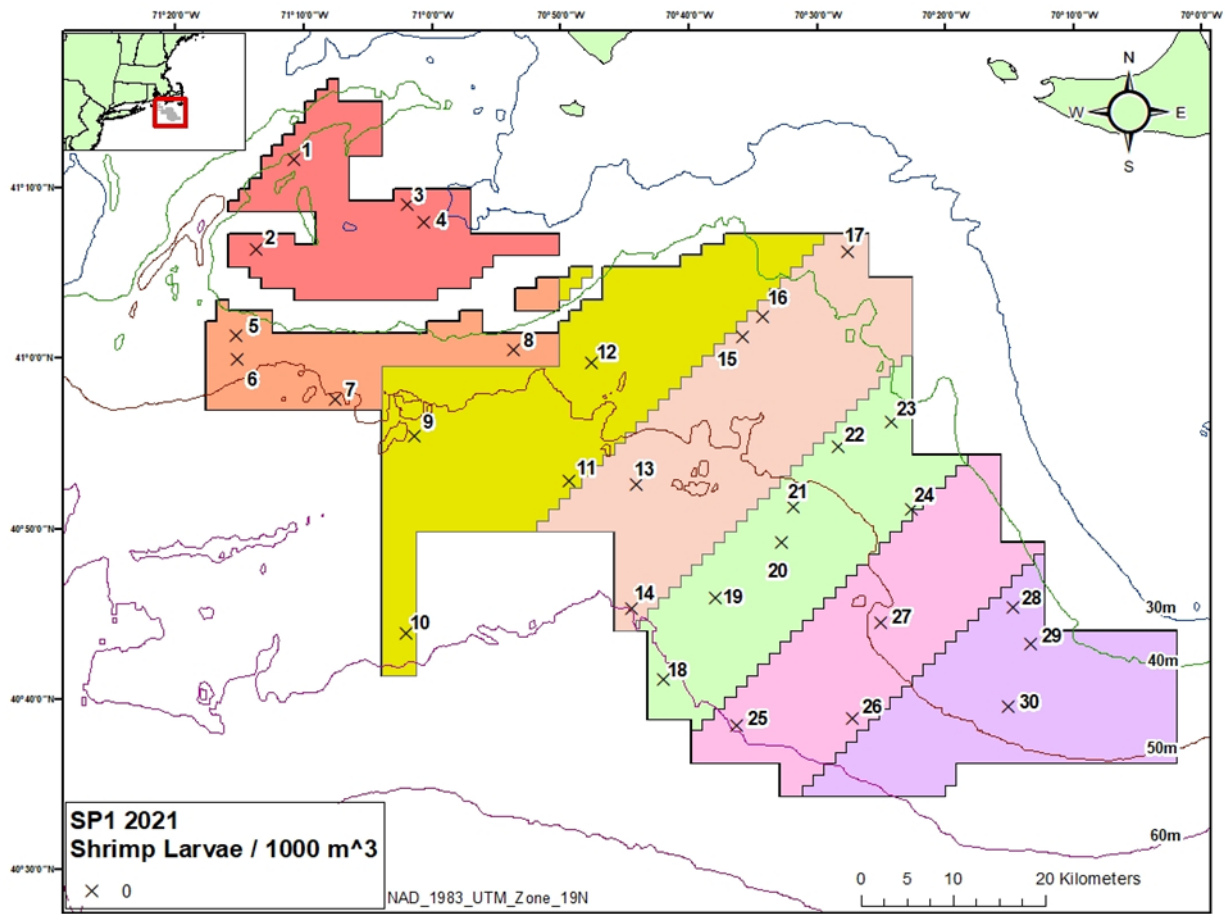 71°20'0"W 71°10'0"W 71°0'0"W 70°50'0"W 70°40'0"W 70°30'0"W 70°20'0"W 70°10'0"W 70°0'0"W
N
W E
S
1
41°10'0"N
3
4
2
17
16
5
15
8
12
41°0'0"N
6
7
23
9
22
11
13
21
24
40°50'0"N
20
14
19
28
30m
10
27
29
40m
18
40°40'0"N
25
26
30
50m
60m
SP1 2021
Shrimp Larvae / 1000 m^3
0
40°30'0"N
NAD_1983_UTM_Zone_19N
0 5 10 20 Kilometers